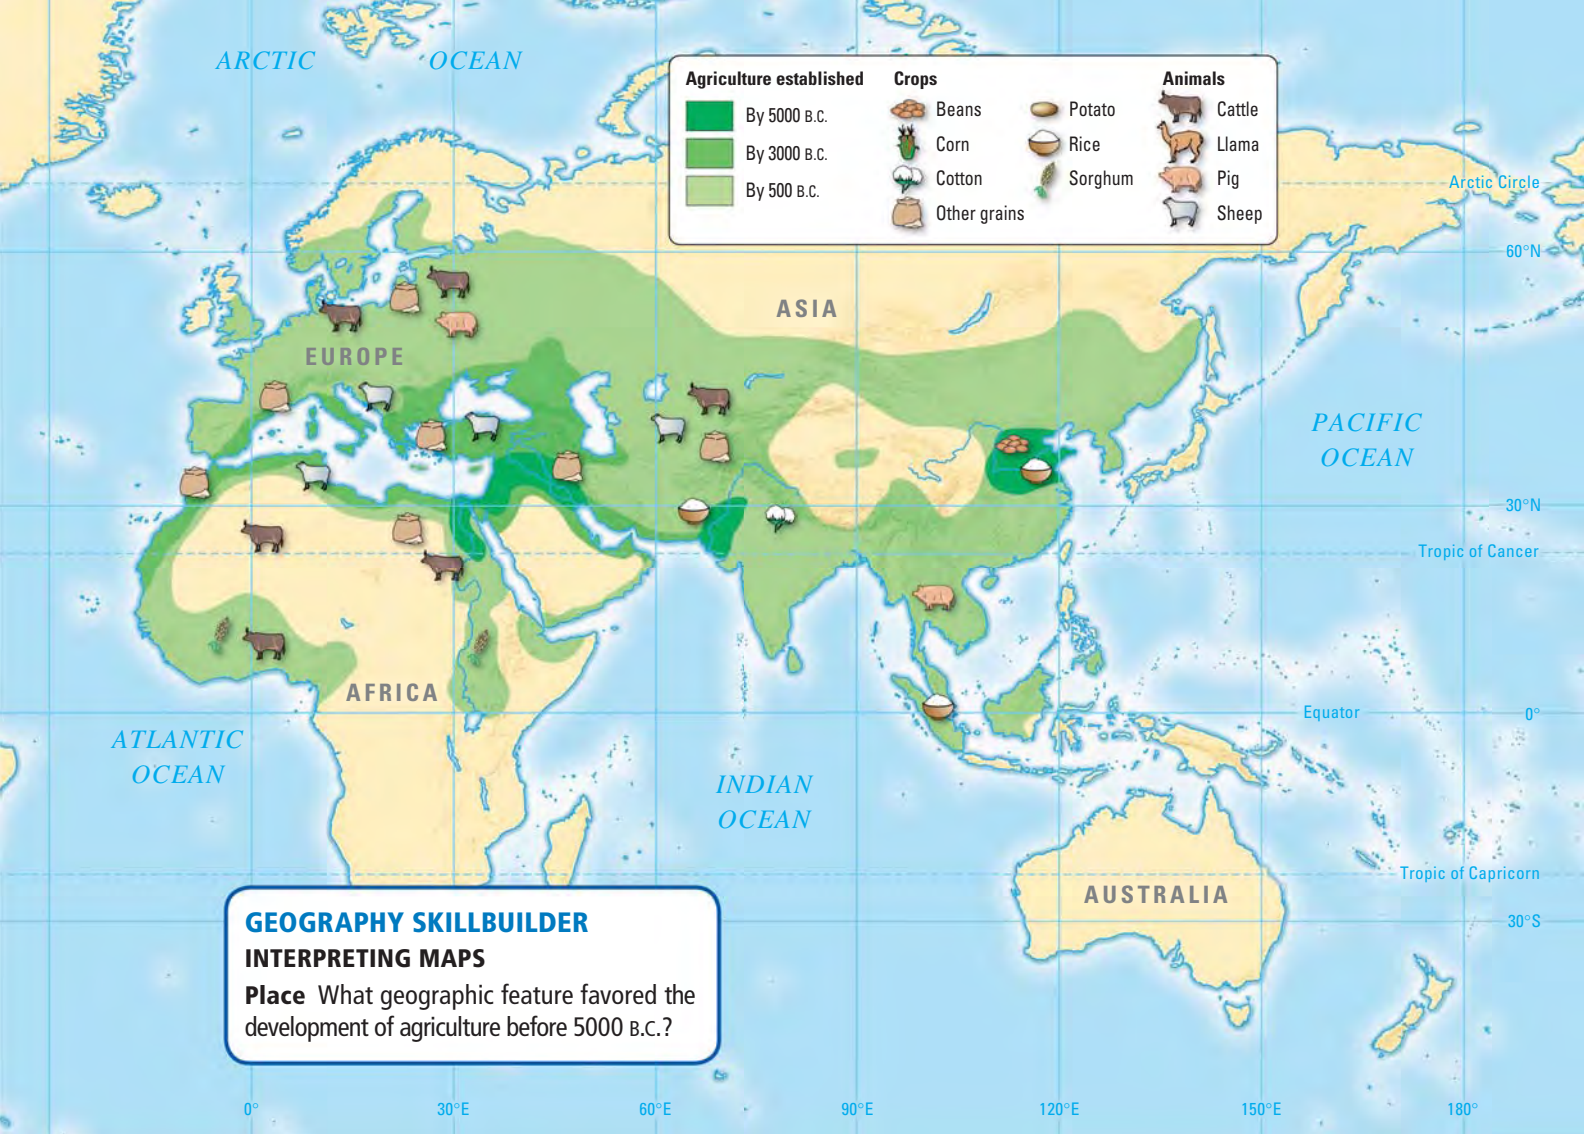 ARCTIC OCEAN
Agriculture established
By 5000 B.C.
By 3000 B.C.
By 500 B.C.
Crops
Beans
Corn
Cotton
Other grains
Potato
Rice
Sorghum
Animals
Cattle
Llama
Pig
Sheep
Arctic Circle
60°N
ASIA
EUROPE
PACIFIC
OCEAN
30°N
Tropic of Cancer
AFRICA
Equator
0°
ATLANTIC
OCEAN
INDIAN
OCEAN
Tropic of Capricorn
AUSTRALIA
30°S
GEOGRAPHY SKILLBUILDER
INTERPRETING MAPS
Place What geographic feature favored the
development of agriculture before 5000 B.C.?
0°
30°E
60°E
90°E
120°E
150°E
180°